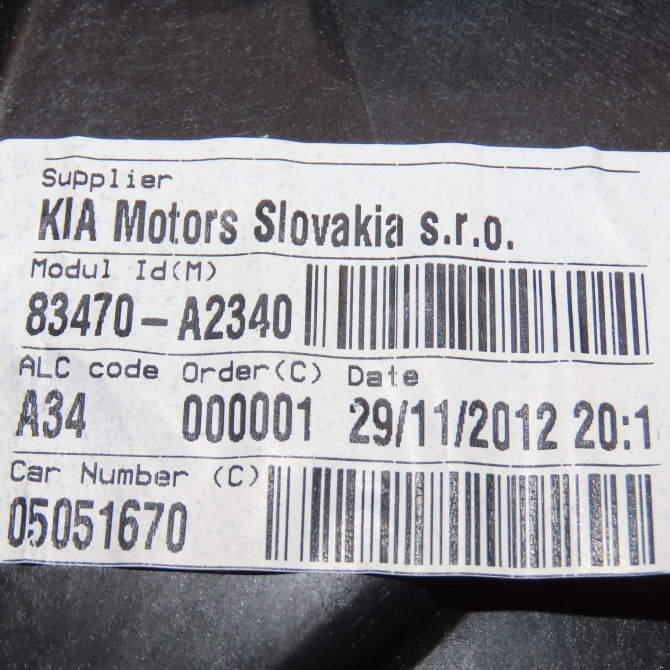 Supplier
KIA Motors Slovakia s.r.o.
Modul Id(M)
83470-A2340
ALC code Order(C) Date
A34 000001 29/11/2012 20:1
Car Number (C)
05051670